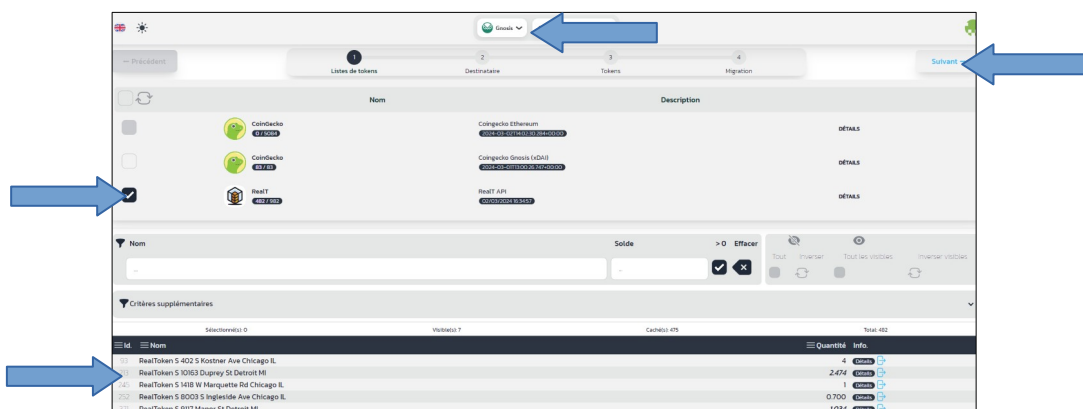 Gnosis
← Précédent
1 2 3 4
Listes de tokens Destinataire Tokens Migration
Suivant
Nom Description
CoinGecko Coingecko Ethereum
0 / 5084 DÉTAILS
CoinGecko Coingecko Gnosis (xDAI)
83 / 83 DÉTAILS
RealT RealT API
482 / 982 02/03/2024 16:34:57 DÉTAILS
Nom Solde > 0 Effacer
Tout Inverser Tout les visibles Inverser visibles
Critères supplémentaires
Sélectionné(s): 0 Visible(s): 7 Caché(s): 475 Total: 482
Id. Nom Quantité Info.
RealToken S 402 S Kostner Ave Chicago IL 4 Détails
RealToken S 10163 Duprey St Detroit MI 2.474 Détails
245 RealToken S 1418 W Marquette Rd Chicago IL 1 Détails
252 RealToken S 8003 S Ingleside Ave Chicago IL 0.700 Détails